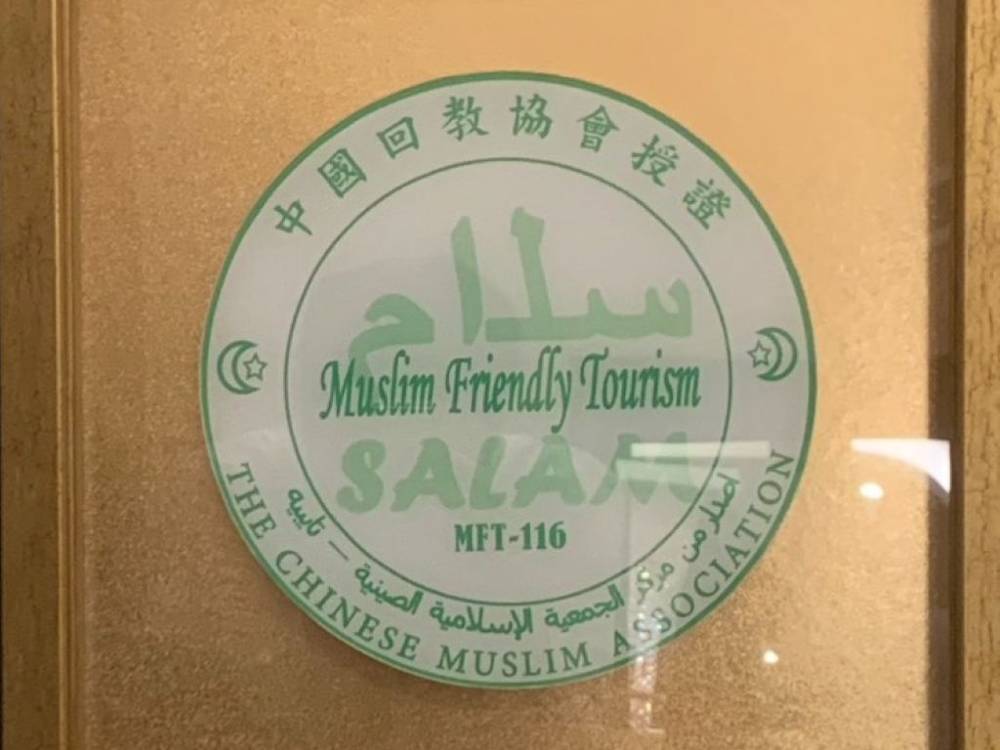 中國回教協會授證
سلام
Muslim Friendly Tourism
SALAM
MFT-116
اصدار من مركز الجمعية الإسلامية الصينية – تايبيه
THE CHINESE MUSLIM ASSOCIATION